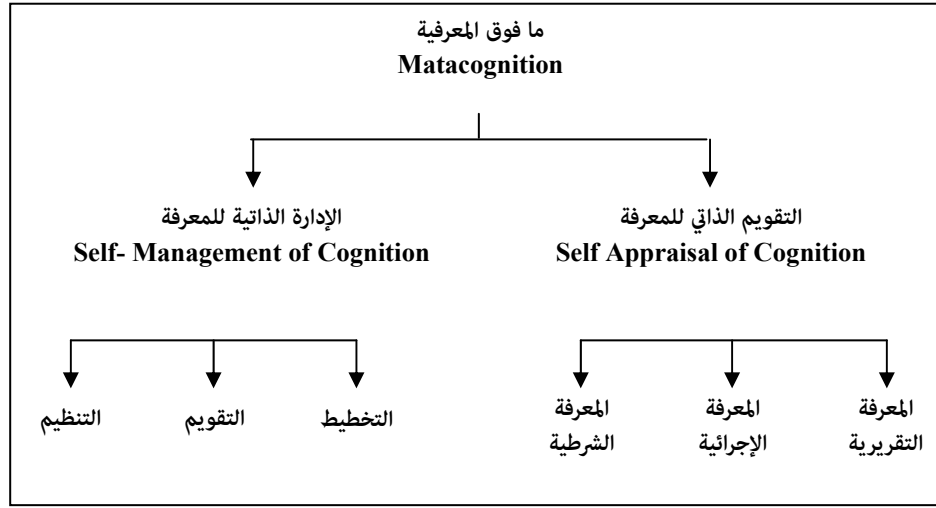 ما فوق المعرفية
Matacognition
التقويم الذاتي للمعرفة
Self Appraisal of Cognition
الإدارة الذاتية للمعرفة
Self- Management of Cognition
المعرفة
التقريرية
المعرفة
الإجرائية
المعرفة
الشرطية
التخطيط
التقويم
التنظيم